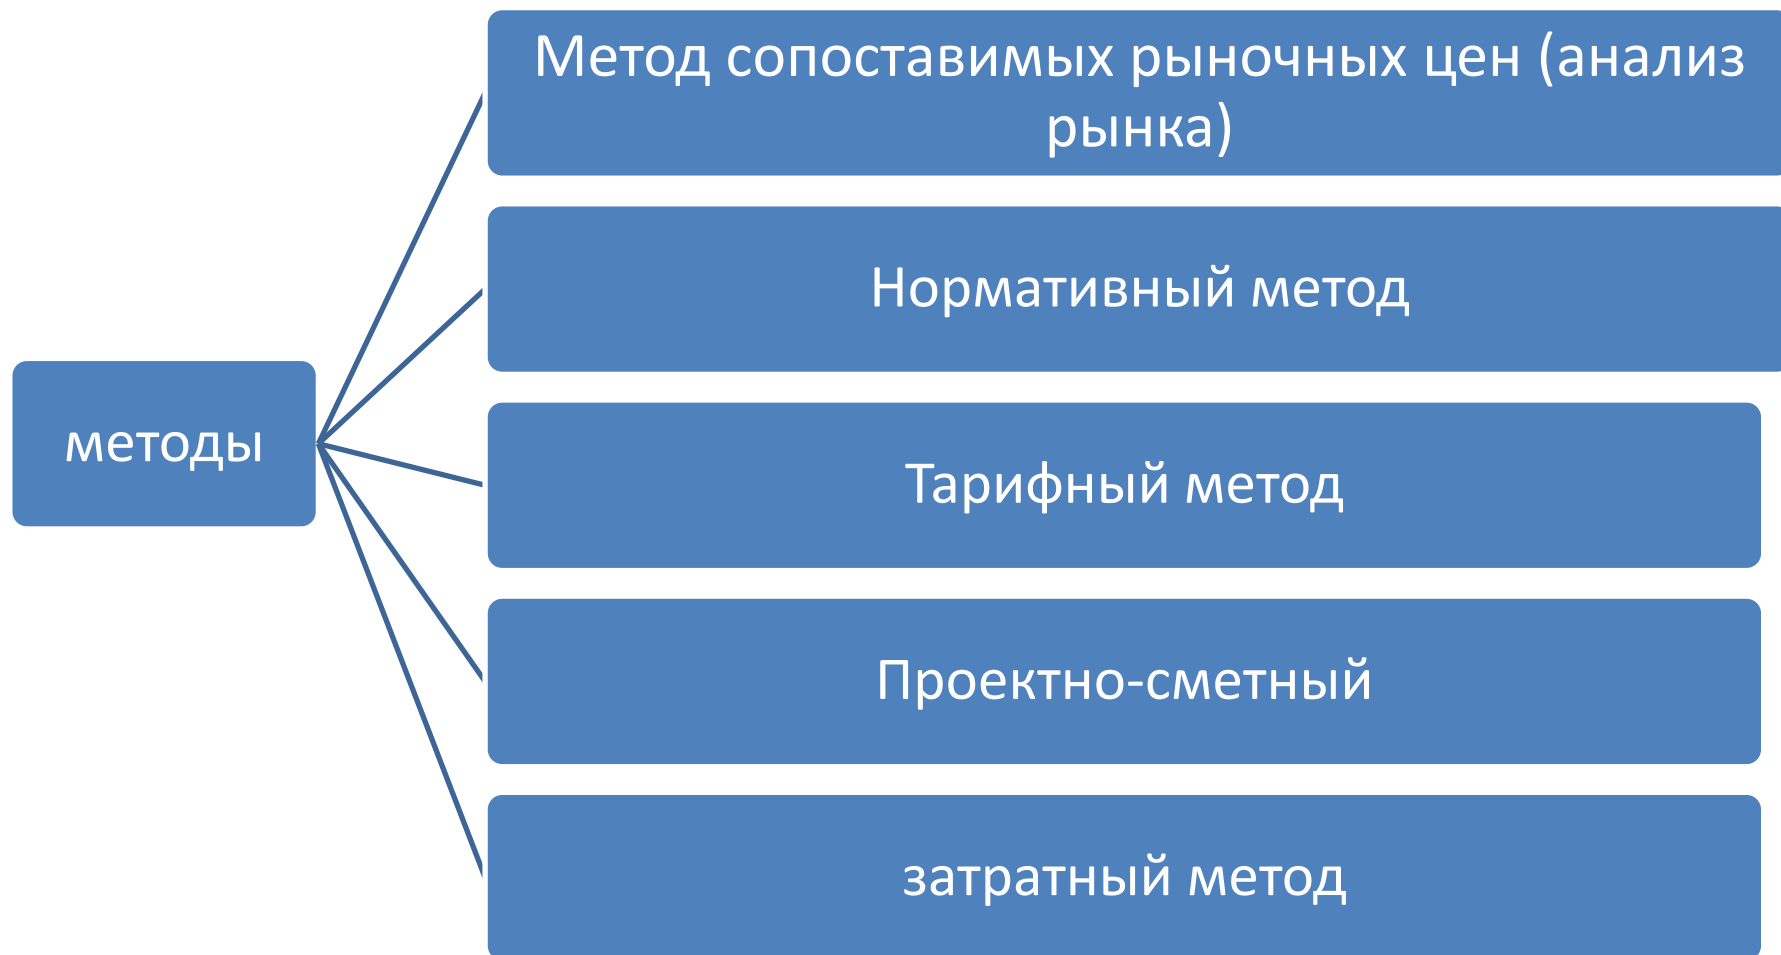 Метод сопоставимых рыночных цен (анализ
рынка)
Нормативный метод
методы
Тарифный метод
Проектно-сметный
затратный метод